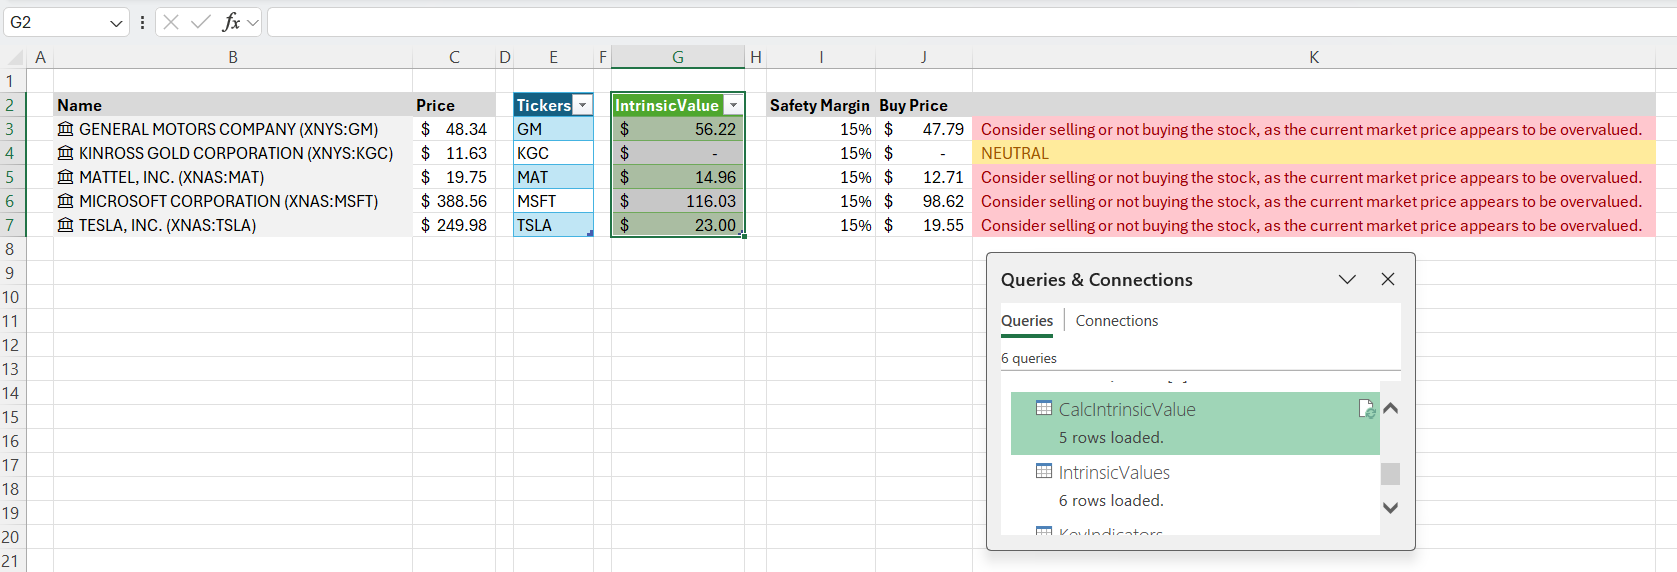 G2 fx
A B C D E F G H I J K
1
2 Name Price Tickers IntrinsicValue Safety Margin Buy Price
3 GENERAL MOTORS COMPANY (XNYS:GM) $ 48.34 GM $ 56.22 15% $ 47.79 Consider selling or not buying the stock, as the current market price appears to be overvalued.
4 KINROSS GOLD CORPORATION (XNYS:KGC) $ 11.63 KGC $ - 15% $ - NEUTRAL
5 MATTEL, INC. (XNAS:MAT) $ 19.75 MAT $ 14.96 15% $ 12.71 Consider selling or not buying the stock, as the current market price appears to be overvalued.
6 MICROSOFT CORPORATION (XNAS:MSFT) $ 388.56 MSFT $ 116.03 15% $ 98.62 Consider selling or not buying the stock, as the current market price appears to be overvalued.
7 TESLA, INC. (XNAS:TSLA) $ 249.98 TSLA $ 23.00 15% $ 19.55 Consider selling or not buying the stock, as the current market price appears to be overvalued.
8
9
10
11
12
13
14
15
16
17
18
19
20
21
Queries & Connections
Queries Connections
6 queries
CalcIntrinsicValue
5 rows loaded.
IntrinsicValues
6 rows loaded.
KeyIndicators